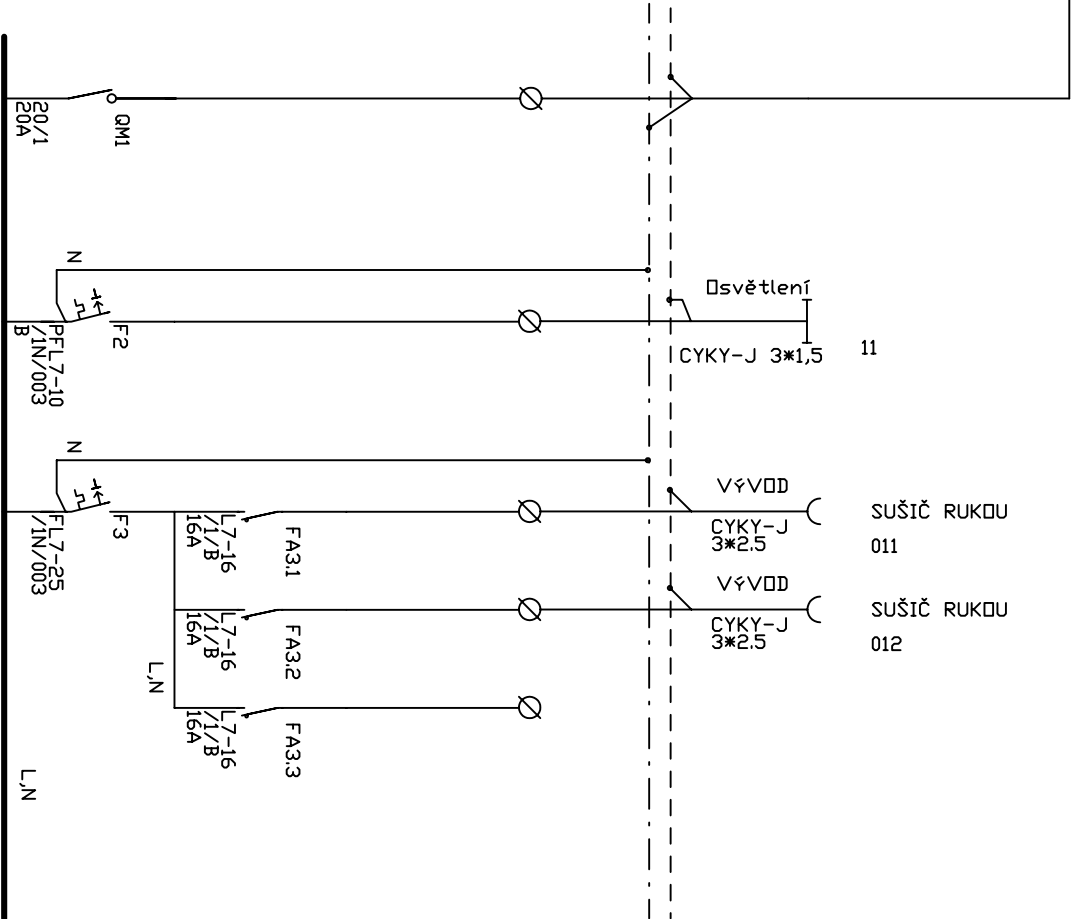 20/1
20A
QM1
N
Osvětlení
F2
PFL7-10
/1N/003
B
CYKY-J 3*1,5
11
N
VÝVOD
F3
FL7-25
/1N/003
L7-16
/1/B
16A
FA3.1
CYKY-J
3*2.5
SUŠIČ RUKOU
011
VÝVOD
L7-16
/1/B
16A
FA3.2
CYKY-J
3*2.5
SUŠIČ RUKOU
012
L,N
L7-16
/1/B
16A
FA3.3
L,N